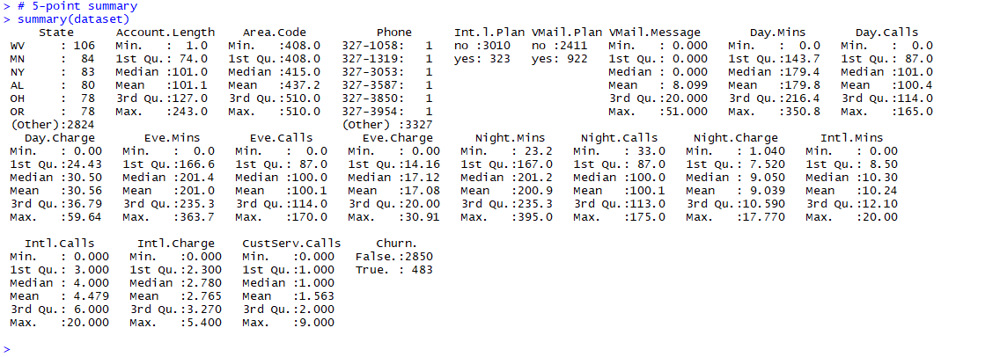 > # 5-point summary
> summary(dataset)
     State      Account.Length    Area.Code          Phone       Int.l.Plan VMail.Plan VMail.Message       Day.Mins       Day.Calls
 WV     : 106   Min.   :  1.0   Min.   :408.0   327-1058:   1   no :3010   no :2411   Min.   : 0.000   Min.   :  0.0   Min.   :  0.0
 MN     :  84   1st Qu.: 74.0   1st Qu.:408.0   327-1319:   1   yes: 323   yes: 922   1st Qu.: 0.000   1st Qu.:143.7   1st Qu.: 87.0
 NY     :  83   Median :101.0   Median :415.0   327-3053:   1                         Median : 0.000   Median :179.4   Median :101.0
 AL     :  80   Mean   :101.1   Mean   :437.2   327-3587:   1                         Mean   : 8.099   Mean   :179.8   Mean   :100.4
 OH     :  78   3rd Qu.:127.0   3rd Qu.:510.0   327-3850:   1                         3rd Qu.:20.000   3rd Qu.:216.4   3rd Qu.:114.0
 OR     :  78   Max.   :243.0   Max.   :510.0   327-3954:   1                         Max.   :51.000   Max.   :350.8   Max.   :165.0
 (Other):2824                                   (Other) :3327
   Day.Charge       Eve.Mins       Eve.Calls       Eve.Charge      Night.Mins     Night.Calls     Night.Charge      Intl.Mins
 Min.   : 0.00   Min.   :  0.0   Min.   :  0.0   Min.   : 0.00   Min.   : 23.2   Min.   : 33.0   Min.   : 1.040   Min.   : 0.00
 1st Qu.:24.43   1st Qu.:166.6   1st Qu.: 87.0   1st Qu.:14.16   1st Qu.:167.0   1st Qu.: 87.0   1st Qu.: 7.520   1st Qu.: 8.50
 Median :30.50   Median :201.4   Median :100.0   Median :17.12   Median :201.2   Median :100.0   Median : 9.050   Median :10.30
 Mean   :30.56   Mean   :201.0   Mean   :100.1   Mean   :17.08   Mean   :200.9   Mean   :100.1   Mean   : 9.039   Mean   :10.24
 3rd Qu.:36.79   3rd Qu.:235.3   3rd Qu.:114.0   3rd Qu.:20.00   3rd Qu.:235.3   3rd Qu.:113.0   3rd Qu.:10.590   3rd Qu.:12.10
 Max.   :59.64   Max.   :363.7   Max.   :170.0   Max.   :30.91   Max.   :395.0   Max.   :175.0   Max.   :17.770   Max.   :20.00
   Intl.Calls      Intl.Charge    CustServ.Calls     Churn.
 Min.   : 0.000   Min.   :0.000   Min.   :0.000   False.:2850
 1st Qu.: 3.000   1st Qu.:2.300   1st Qu.:1.000   True. : 483
 Median : 4.000   Median :2.780   Median :1.000
 Mean   : 4.479   Mean   :2.765   Mean   :1.563
 3rd Qu.: 6.000   3rd Qu.:3.270   3rd Qu.:2.000
 Max.   :20.000   Max.   :5.400   Max.   :9.000
>